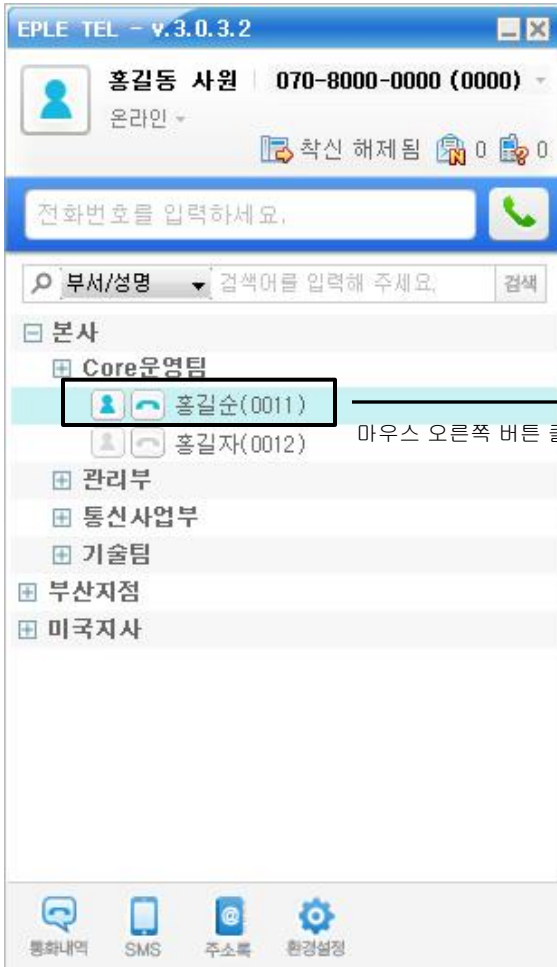 EPLE TEL - v.3.0.3.2
홍길동 사원 070-8000-0000 (0000)
온라인
착신 해제됨 0 0
전화번호를 입력하세요.
부서/성명 검색어를 입력해 주세요. 검색
본사
Core운영팀
홍길순(0011)
마우스 오른쪽 버튼
홍길자(0012)
관리부
통신사업부
기술팀
부산지점
미국지사
통화내역 SMS 주소록 환경설정